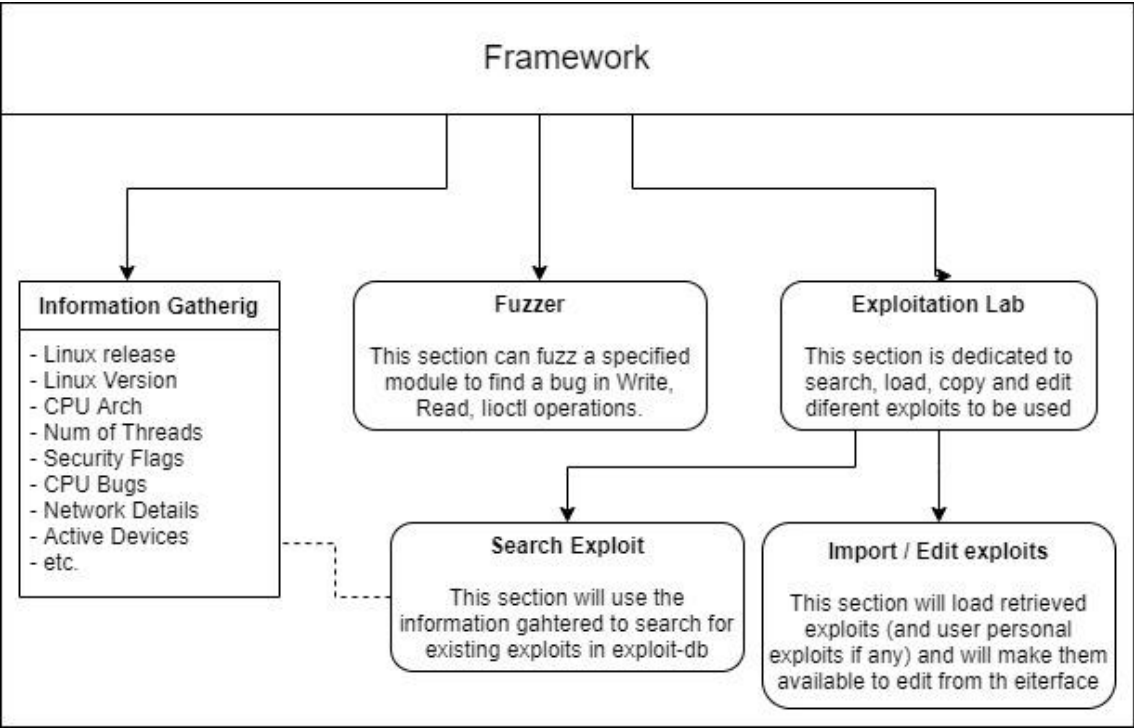 Framework
Information Gatherig
- Linux release
- Linux Version
- CPU Arch
- Num of Threads
- Security Flags
- CPU Bugs
- Network Details
- Active Devices
- etc.
Fuzzer
This section can fuzz a specified
module to find a bug in Write,
Read, Iioctl operations.
Exploitation Lab
This section is dedicated to
search, load, copy and edit
diferent exploits to be used
Search Exploit
This section will use the
information gahtered to search for
existing exploits in exploit-db
Import / Edit exploits
This section will load retrieved
exploits (and user personal
exploits if any) and will make them
available to edit from th eiterface